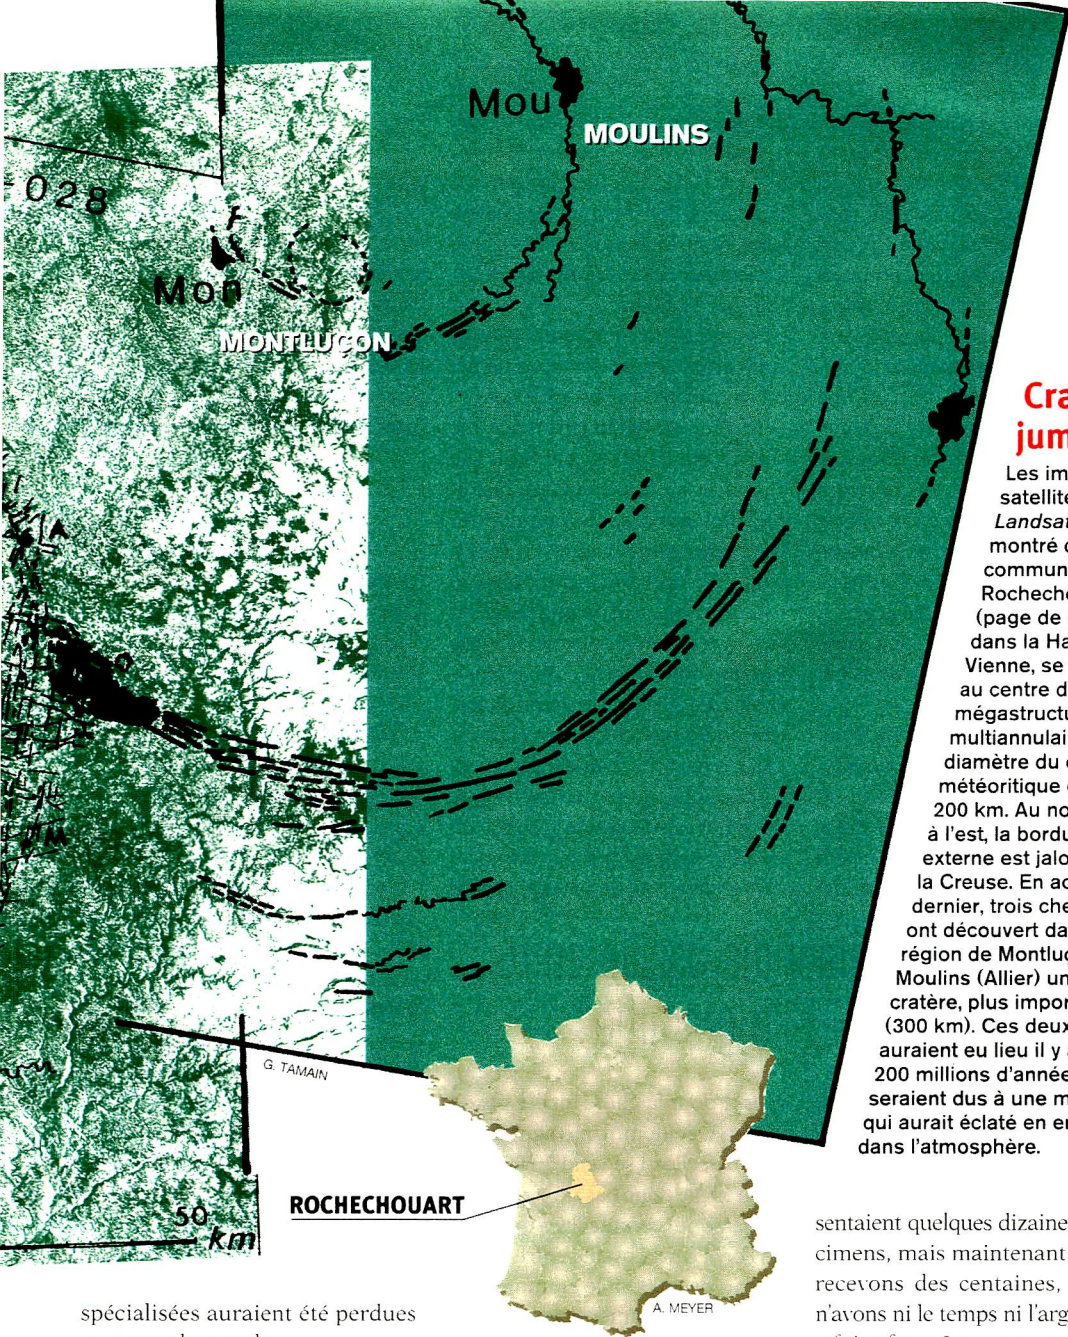 Mou
MOULINS
028
Mon
MONTLUÇON
Cra
jum
Les im
satellite
Landsat
montré
commun
Rocheche
(page de
dans la Ha
Vienne, se
au centre d
mégastructu
multiannulai
diamètre du
météoritique
200 km. Au no
à l'est, la bordu
externe est jalo
la Creuse. En ao
dernier, trois che
ont découvert da
région de Montluç
Moulins (Allier) un
cratère, plus impor
(300 km). Ces deux
auraient eu lieu il y a
200 millions d'année
seraient dus à une m
qui aurait éclaté en en
dans l'atmosphère.
G. TAMAIN
ROCHECHOUART
50
km
A. MEYER
spécialisées auraient été perdues
sentaient quelques dizaine
cimens, mais maintenant
recevons des centaines,
n'avons ni le temps ni l'arg